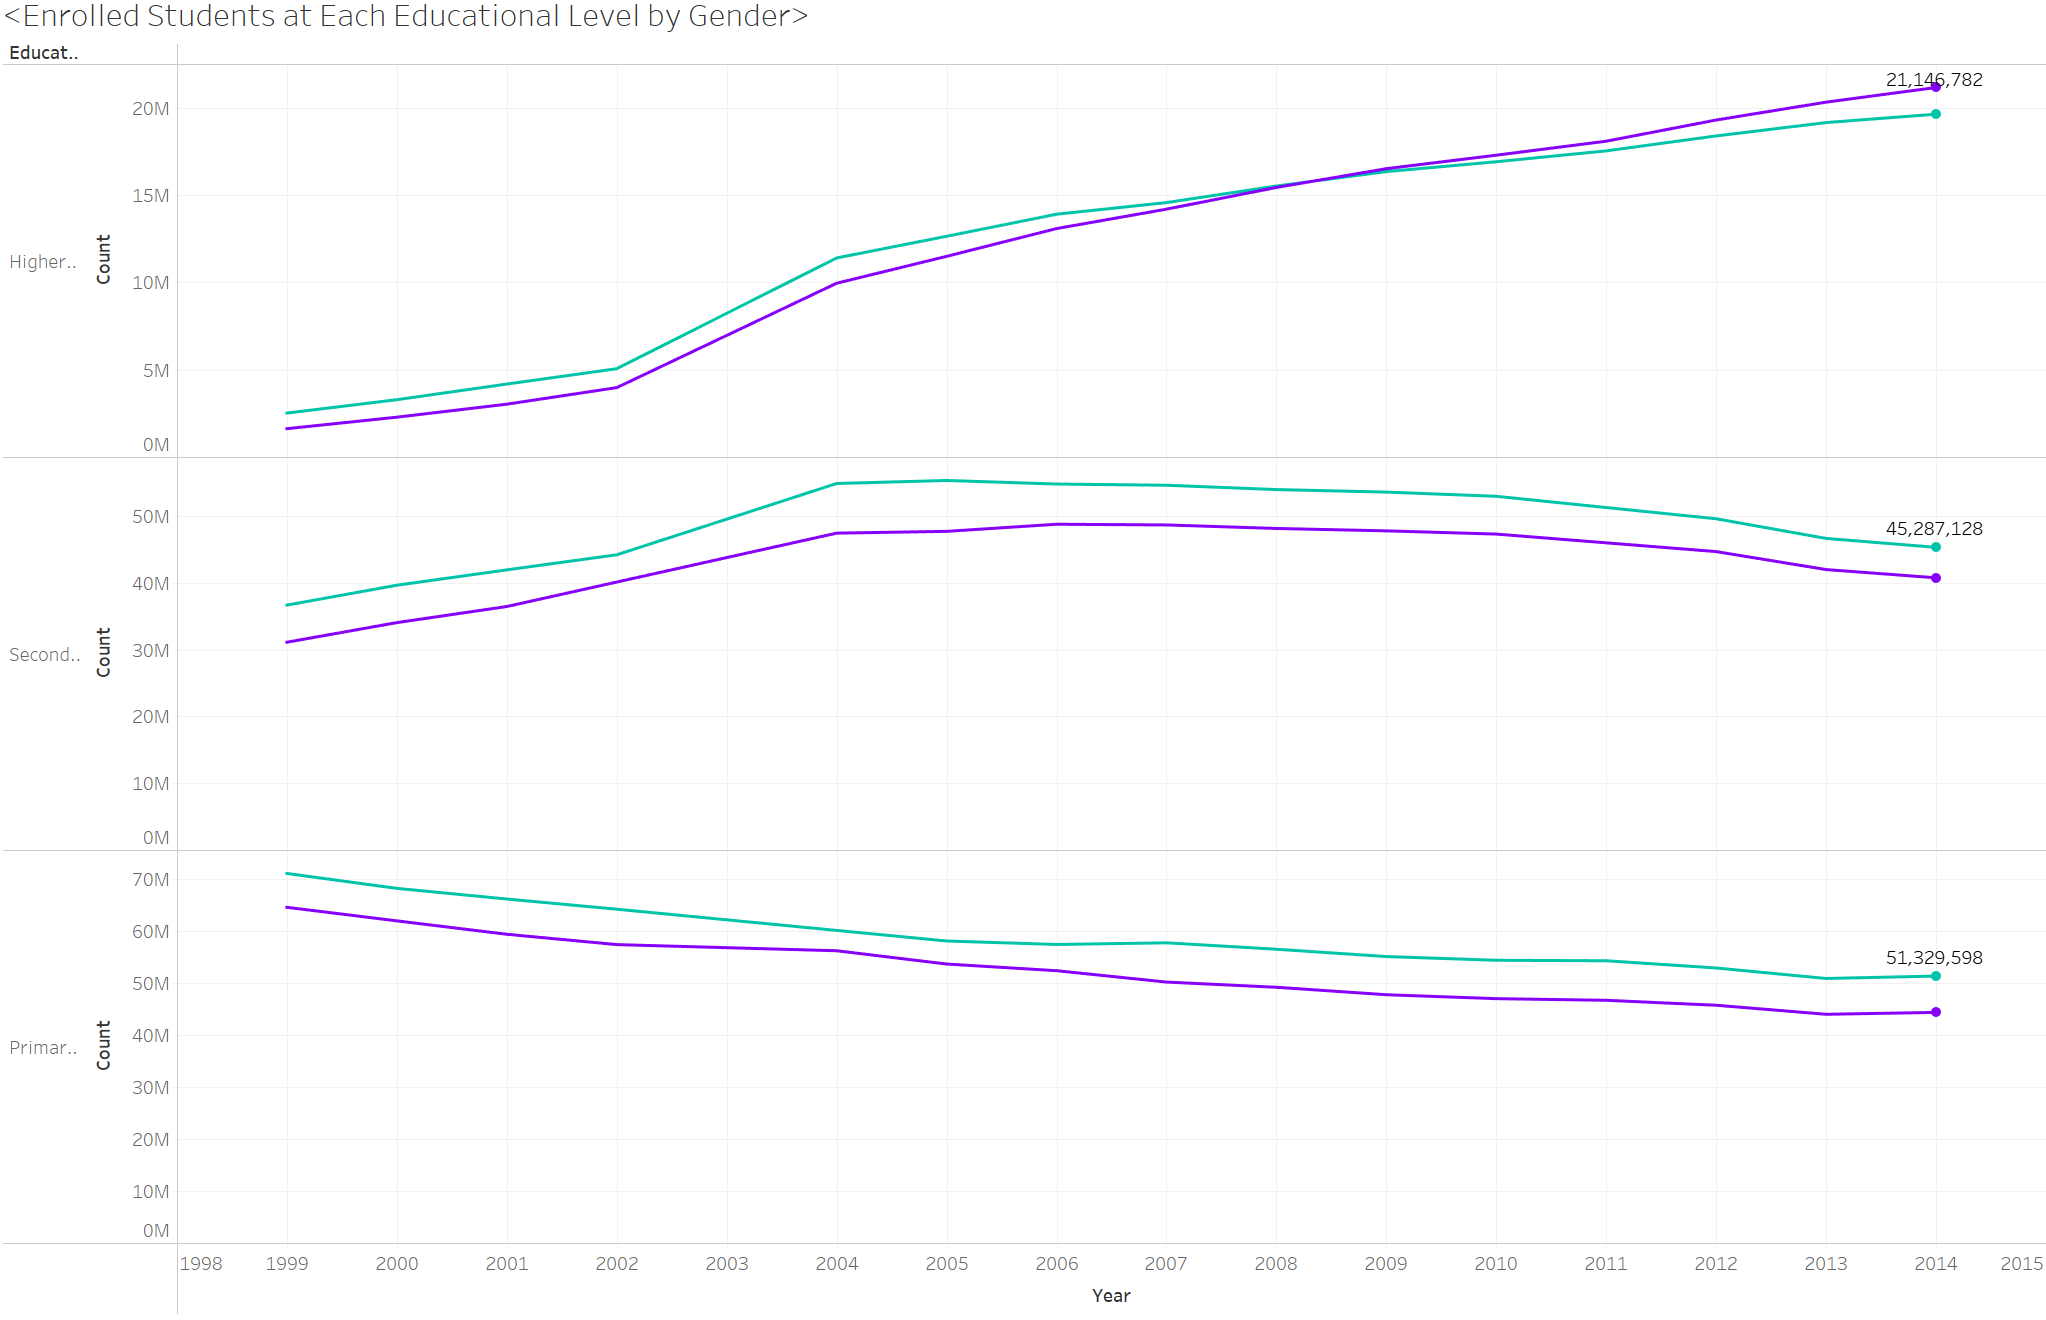 <Enrolled Students at Each Educational Level by Gender>
Educat..
21,146,782
20M
15M
Higher..
Count
10M
5M
0M
50M
45,287,128
40M
Second..
Count
30M
20M
10M
0M
70M
60M
51,329,598
50M
40M
Primar..
Count
30M
20M
10M
0M
1998 1999 2000 2001 2002 2003 2004 2005 2006 2007 2008 2009 2010 2011 2012 2013 2014 2015
Year